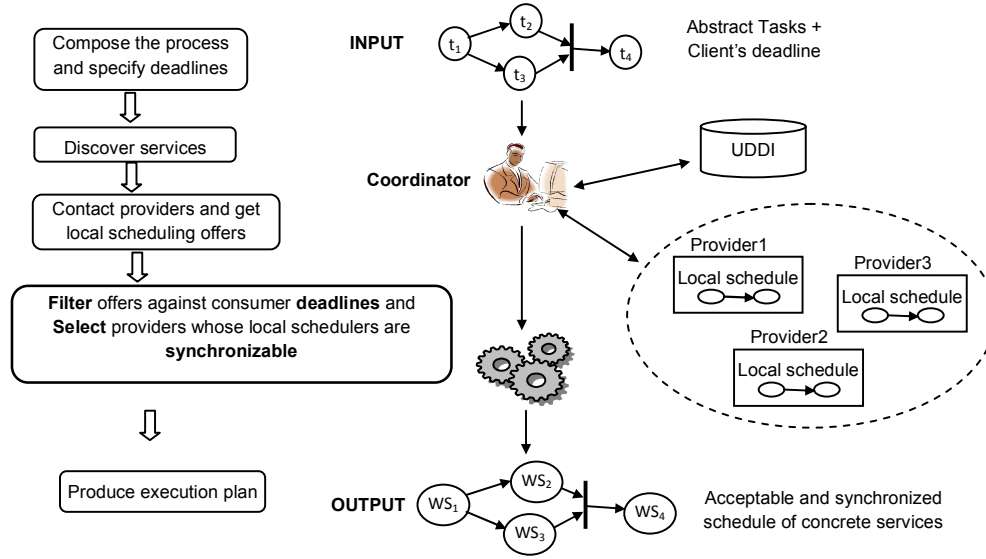 Compose the process
and specify deadlines
Discover services
Contact providers and get
local scheduling offers
Filter offers against consumer deadlines and
Select providers whose local schedulers are
synchronizable
Produce execution plan
INPUT
t1
t2
t3
t4
Abstract Tasks +
Client's deadline
Coordinator
UDDI
Provider1
Local schedule
Provider3
Local schedule
Provider2
Local schedule
OUTPUT
WS1
WS2
WS3
WS4
Acceptable and synchronized
schedule of concrete services